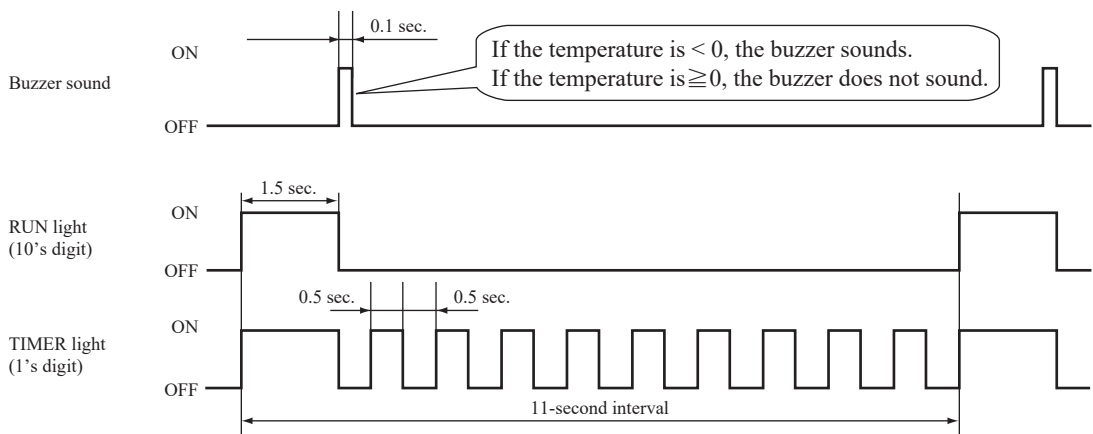 0.1 sec.
ON
If the temperature is < 0, the buzzer sounds.
If the temperature is≧0, the buzzer does not sound.
Buzzer sound
OFF
1.5 sec.
ON
RUN light
(10’s digit)
OFF
0.5 sec.
0.5 sec.
ON
TIMER light
(1’s digit)
OFF
11-second interval